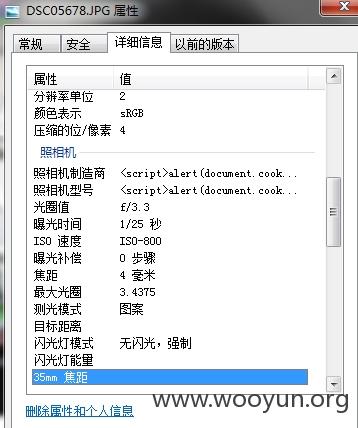 DSC05678.JPG 属性
常规 安全 详细信息 以前的版本
属性 值
分辨率单位 2
颜色表示 sRGB
压缩的位/像素 4
照相机
照相机制造商 <script>alert(document.cook...
照相机型号 <script>alert(document.cook...
光圈值 f/3.3
曝光时间 1/25 秒
ISO 速度 ISO-800
曝光补偿 0 步骤
焦距 4 毫米
最大光圈 3.4375
测光模式 图案
目标距离
闪光灯模式 无闪光，强制
闪光灯能量
35mm 焦距
删除属性和个人信息
www.wooyun.org